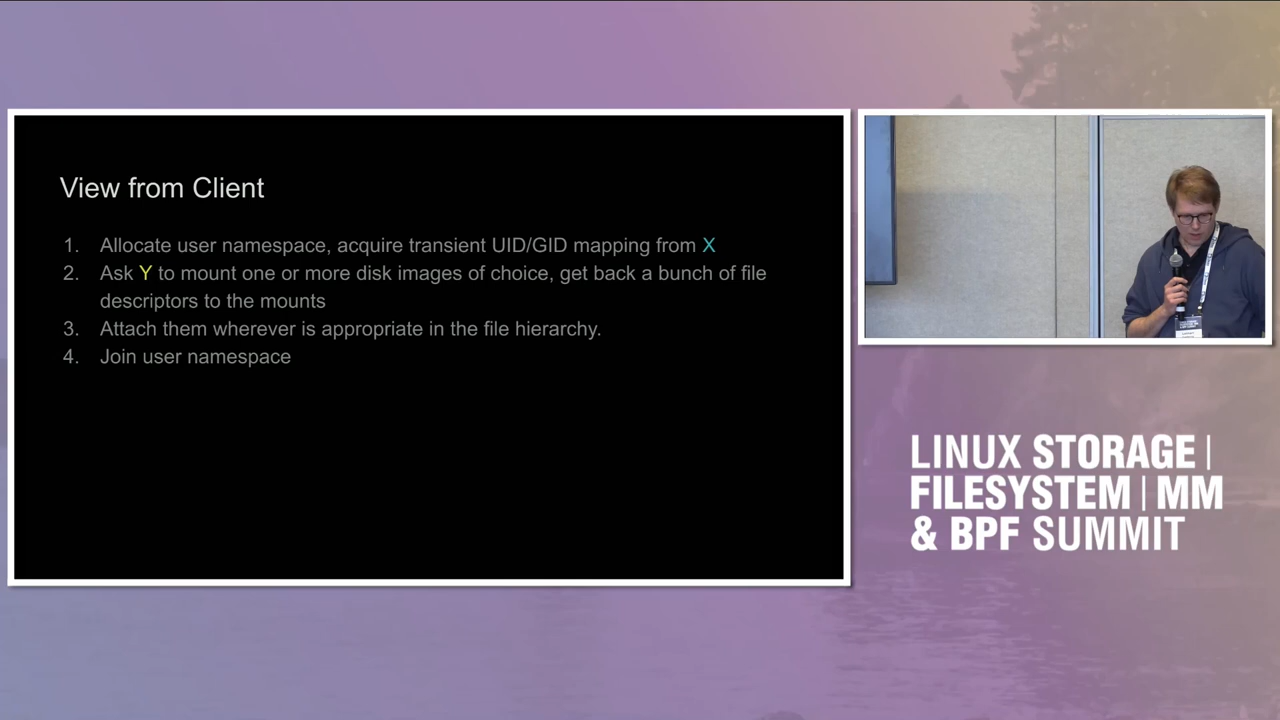 View from Client
1. Allocate user namespace, acquire transient UID/GID mapping from X
2. Ask Y to mount one or more disk images of choice, get back a bunch of file
descriptors to the mounts
3. Attach them wherever is appropriate in the file hierarchy.
4. Join user namespace
LINUX STORAGE |
FILESYSTEM | MM
& BPF SUMMIT